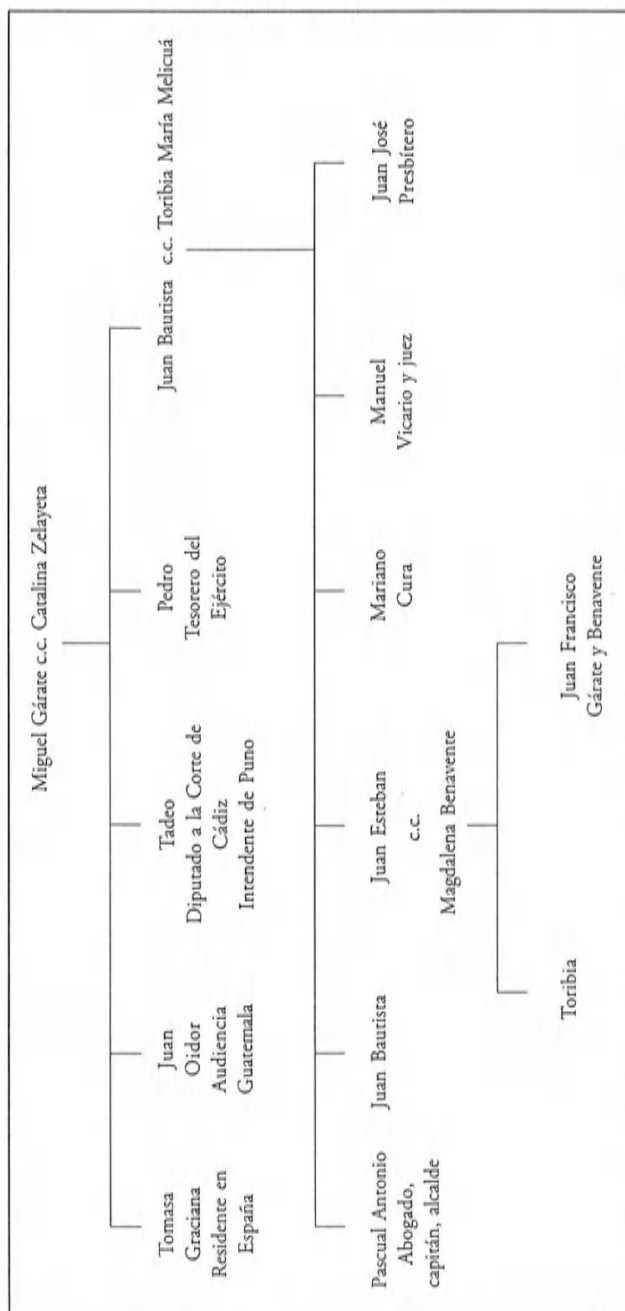 Miguel Gárate c.c. Catalina Zelayeta
Tomasa
Graciana
Residente en
España
Juan
Oidor
Audiencia
Guatemala
Tadeo
Diputado a la Corte de
Cádiz
Intendente de Puno
Pedro
Tesorero del
Ejército
Juan Bautista c.c. Toribia María Melicuá
Pascual Antonio
Abogado,
capitán, alcalde
Juan Bautista
Juan Esteban
c.c.
Magdalena Benavente
Mariano
Cura
Manuel
Vicario y juez
Juan José
Presbítero
Toribia
Juan Francisco
Gárate y Benavente